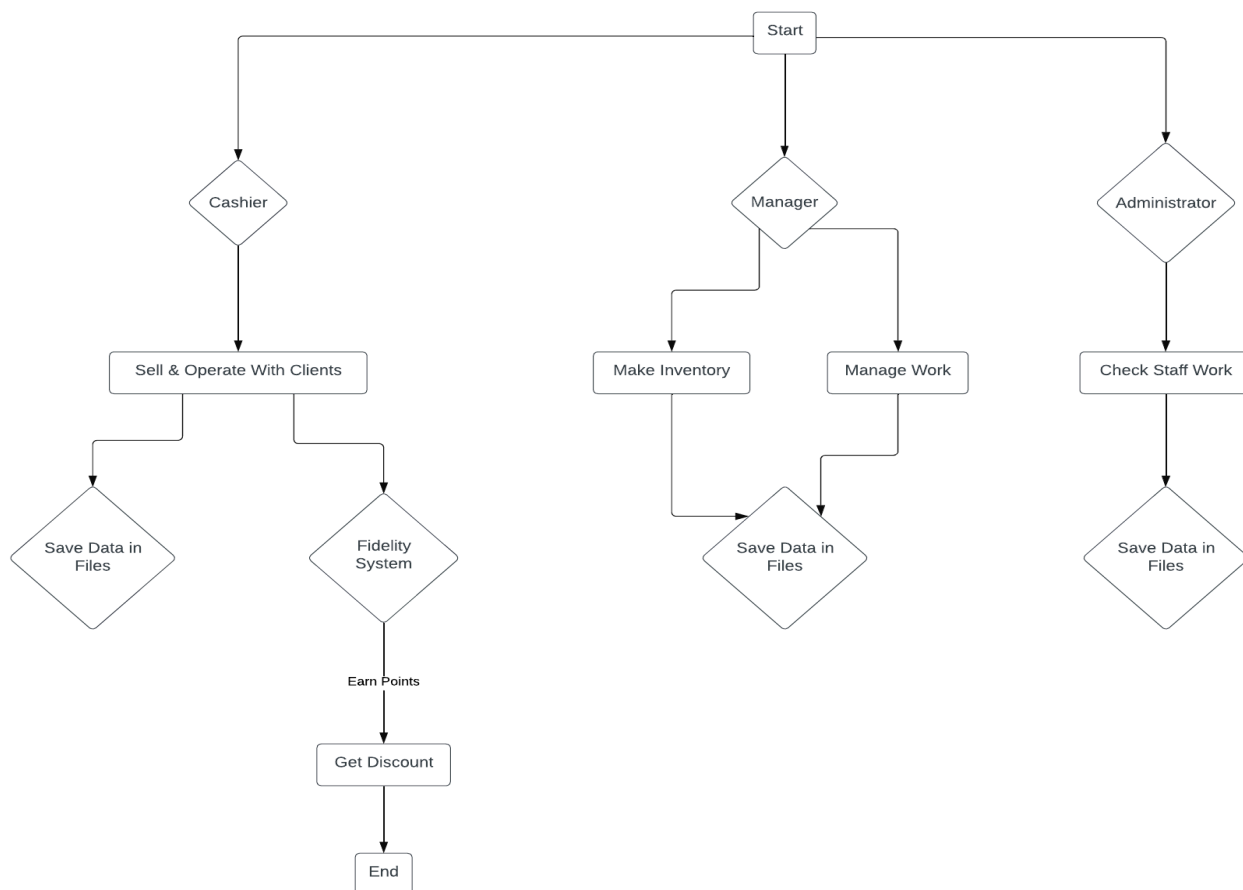 Start
Cashier
Manager
Administrator
Sell & Operate With Clients
Make Inventory
Manage Work
Check Staff Work
Save Data in
Files
Fidelity
System
Save Data in
Files
Save Data in
Files
Earn Points
Get Discount
End